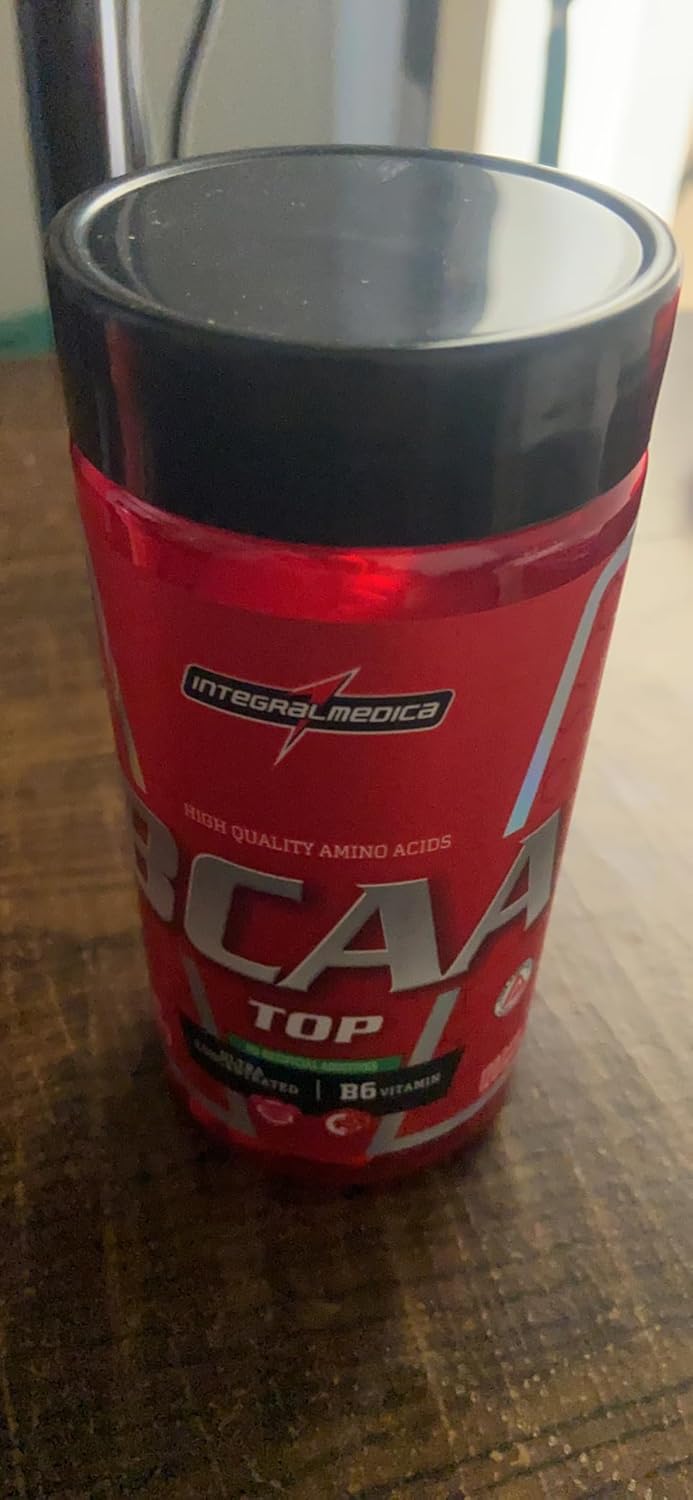 INTEGRALMEDICA
HIGH QUALITY AMINO ACIDS
BCAA
TOP
B6 VITAMIN